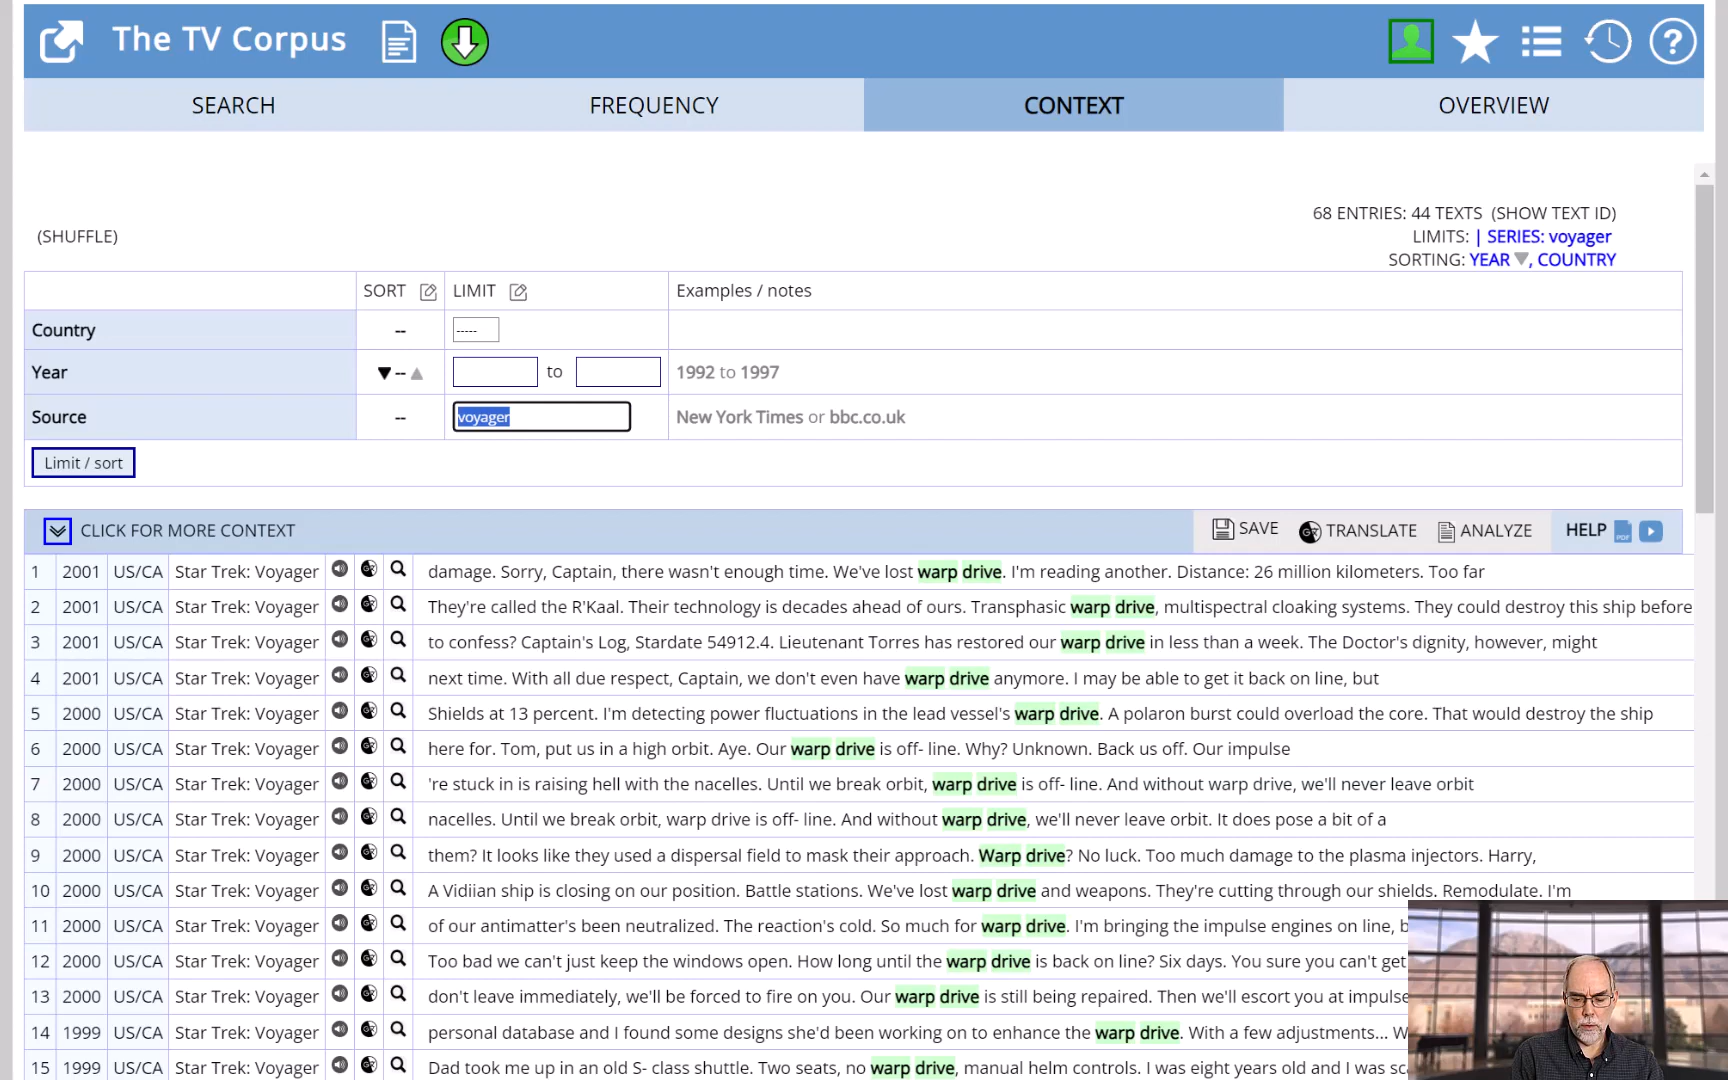 The TV Corpus
SEARCH FREQUENCY CONTEXT OVERVIEW
68 ENTRIES: 44 TEXTS (SHOW TEXT ID)
(SHUFFLE) LIMITS: | SERIES: voyager
SORTING: YEAR ▼, COUNTRY
SORT LIMIT Examples / notes
Country -- -----
Year ▼ -- ▲ to 1992 to 1997
Source -- voyager New York Times or bbc.co.uk
Limit / sort
CLICK FOR MORE CONTEXT SAVE TRANSLATE ANALYZE HELP PDF
1 2001 US/CA Star Trek: Voyager damage. Sorry, Captain, there wasn't enough time. We've lost warp drive. I'm reading another. Distance: 26 million kilometers. Too far
2 2001 US/CA Star Trek: Voyager They're called the R'Kaal. Their technology is decades ahead of ours. Transphasic warp drive, multispectral cloaking systems. They could destroy this ship before
3 2001 US/CA Star Trek: Voyager to confess? Captain's Log, Stardate 54912.4. Lieutenant Torres has restored our warp drive in less than a week. The Doctor's dignity, however, might
4 2001 US/CA Star Trek: Voyager next time. With all due respect, Captain, we don't even have warp drive anymore. I may be able to get it back on line, but
5 2000 US/CA Star Trek: Voyager Shields at 13 percent. I'm detecting power fluctuations in the lead vessel's warp drive. A polaron burst could overload the core. That would destroy the ship
6 2000 US/CA Star Trek: Voyager here for. Tom, put us in a high orbit. Aye. Our warp drive is off- line. Why? Unknown. Back us off. Our impulse
7 2000 US/CA Star Trek: Voyager 're stuck in is raising hell with the nacelles. Until we break orbit, warp drive is off- line. And without warp drive, we'll never leave orbit
8 2000 US/CA Star Trek: Voyager nacelles. Until we break orbit, warp drive is off- line. And without warp drive, we'll never leave orbit. It does pose a bit of a
9 2000 US/CA Star Trek: Voyager them? It looks like they used a dispersal field to mask their approach. Warp drive? No luck. Too much damage to the plasma injectors. Harry,
10 2000 US/CA Star Trek: Voyager A Vidiian ship is closing on our position. Battle stations. We've lost warp drive and weapons. They're cutting through our shields. Remodulate. I'm
11 2000 US/CA Star Trek: Voyager of our antimatter's been neutralized. The reaction's cold. So much for warp drive. I'm bringing the impulse engines on line,
12 2000 US/CA Star Trek: Voyager Too bad we can't just keep the windows open. How long until the warp drive is back on line? Six days. You sure you can't get
13 2000 US/CA Star Trek: Voyager don't leave immediately, we'll be forced to fire on you. Our warp drive is still being repaired. Then we'll escort you at impulse
14 1999 US/CA Star Trek: Voyager personal database and I found some designs she'd been working on to enhance the warp drive. With a few adjustments...
15 1999 US/CA Star Trek: Voyager Dad took me up in an old S- class shuttle. Two seats, no warp drive, manual helm controls. I was eight years old and I was